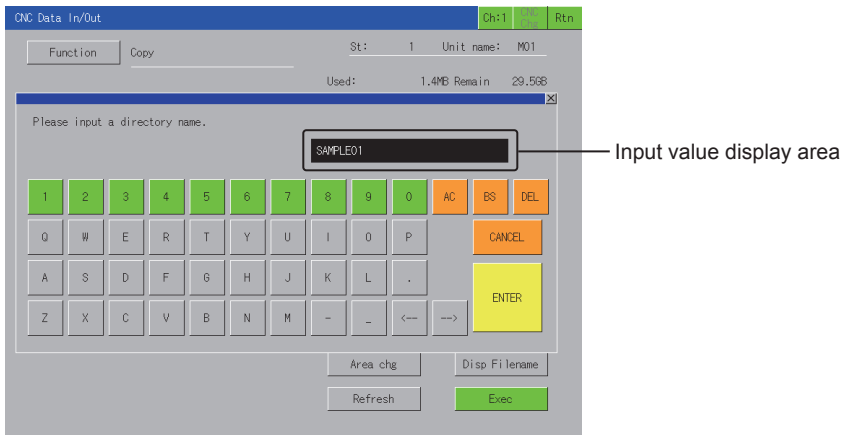 CNC Data In/Out Ch:1 CNC Chg Rtn
Function Copy St: 1 Unit name: M01
Used: 1.4MB Remain 29.5GB
Please input a directory name.
SAMPLE01
Input value display area
1 2 3 4 5 6 7 8 9 0 AC BS DEL
Q W E R T Y U I O P CANCEL
A S D F G H J K L .
ENTER
Z X C V B N M - _ <-- -->
Area chg Disp Filename
Refresh Exec